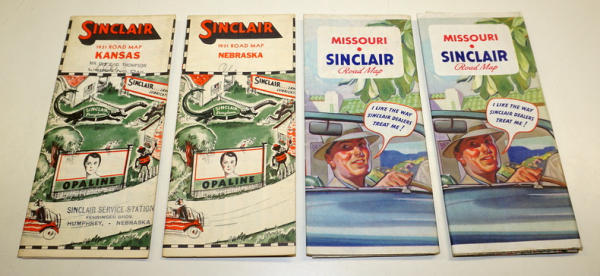 SINCLAIR
1931 ROAD MAP
KANSAS
SINCLAIR
OPALINE
SINCLAIR SERVICE STATION
HUMPHREY, - NEBRASKA
SINCLAIR
1931 ROAD MAP
NEBRASKA
SINCLAIR
SINCLAIR
OPALINE
MISSOURI
SINCLAIR
Road Map
I LIKE THE WAY
SINCLAIR DEALERS
TREAT ME!
MISSOURI
SINCLAIR
Road Map
I LIKE THE WAY
SINCLAIR DEALERS
TREAT ME!